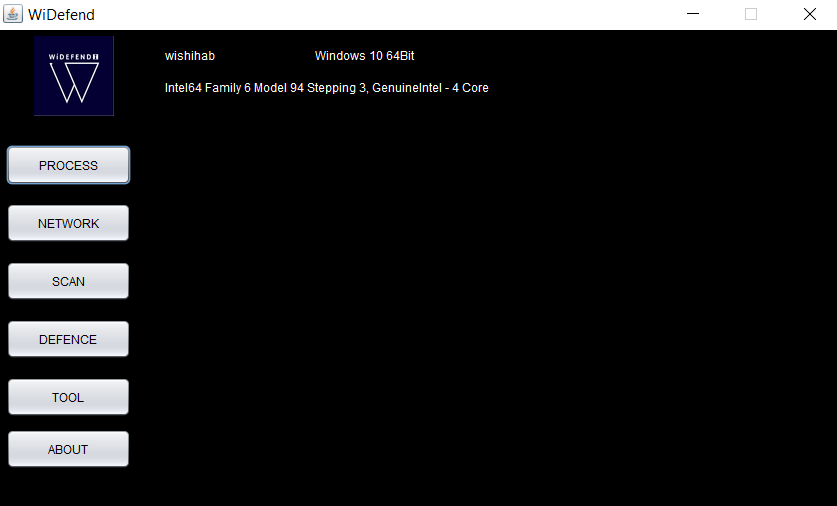 WiDefend
WiDEFEND
wishihab Windows 10 64Bit
Intel64 Family 6 Model 94 Stepping 3, GenuineIntel - 4 Core
PROCESS
NETWORK
SCAN
DEFENCE
TOOL
ABOUT